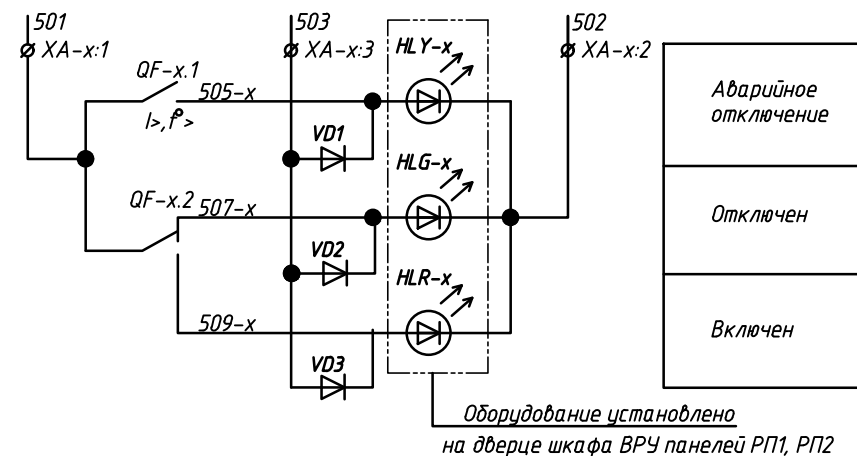 501
XA-x:1
503
XA-x:3
HLY-x
502
XA-x:2
QF-x.1
505-x
I>,t°>
VD1
HLG-x
QF-x.2
507-x
VD2
HLR-x
509-x
VD3
Аварийное
отключение
Отключен
Включен
Оборудование установлено
на дверце шкафа ВРУ панелей РП1, РП2